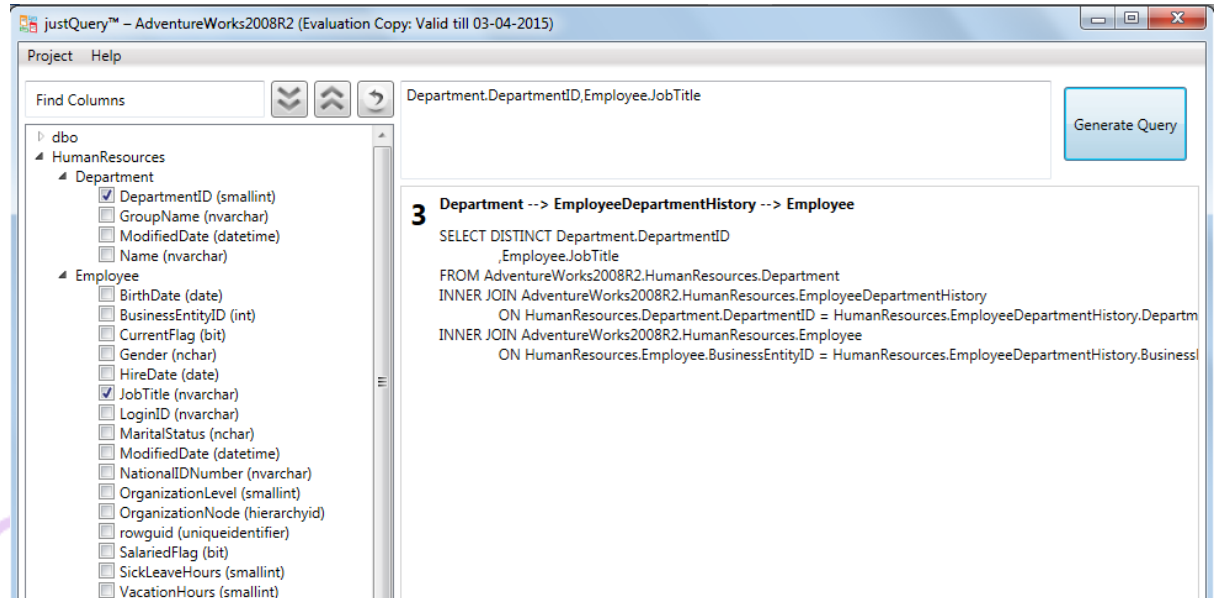 justQuery™ – AdventureWorks2008R2 (Evaluation Copy: Valid till 03-04-2015)
Project Help
Find Columns
dbo
HumanResources
Department
DepartmentID (smallint)
GroupName (nvarchar)
ModifiedDate (datetime)
Name (nvarchar)
Employee
BirthDate (date)
BusinessEntityID (int)
CurrentFlag (bit)
Gender (nchar)
HireDate (date)
JobTitle (nvarchar)
LoginID (nvarchar)
MaritalStatus (nchar)
ModifiedDate (datetime)
NationalIDNumber (nvarchar)
OrganizationLevel (smallint)
OrganizationNode (hierarchyid)
rowguid (uniqueidentifier)
SalariedFlag (bit)
SickLeaveHours (smallint)
VacationHours (smallint)
Department.DepartmentID,Employee.JobTitle
Generate Query
3 Department --> EmployeeDepartmentHistory --> Employee
SELECT DISTINCT Department.DepartmentID
,Employee.JobTitle
FROM AdventureWorks2008R2.HumanResources.Department
INNER JOIN AdventureWorks2008R2.HumanResources.EmployeeDepartmentHistory
ON HumanResources.Department.DepartmentID = HumanResources.EmployeeDepartmentHistory.Departm
INNER JOIN AdventureWorks2008R2.HumanResources.Employee
ON HumanResources.Employee.BusinessEntityID = HumanResources.EmployeeDepartmentHistory.Business